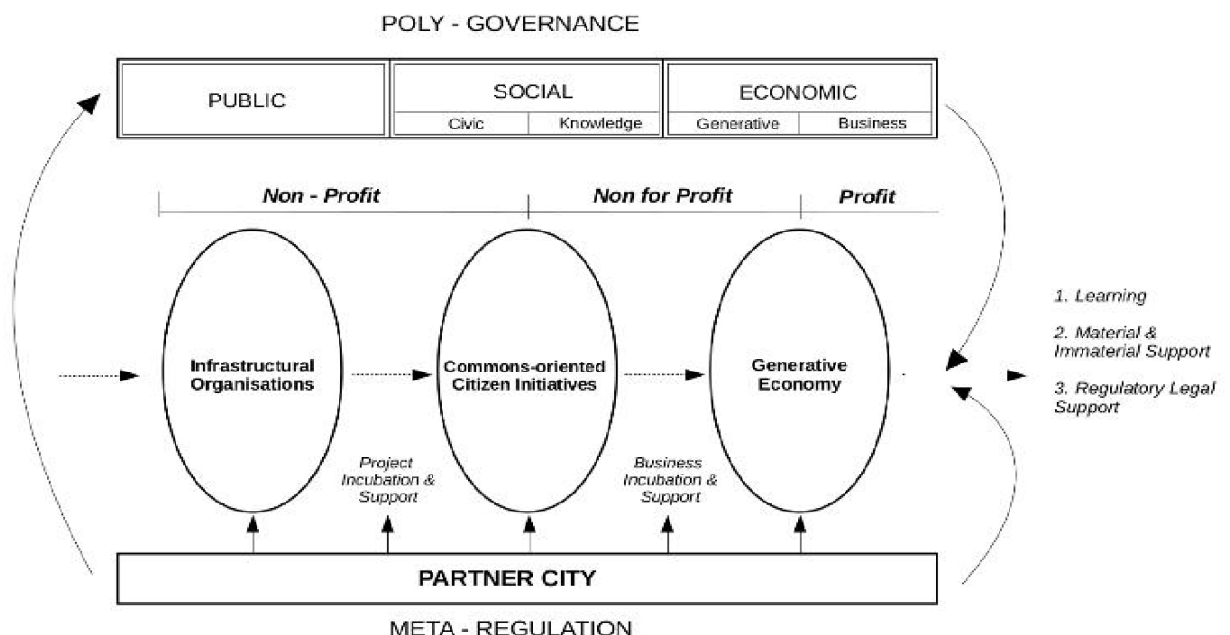 POLY - GOVERNANCE
PUBLIC
SOCIAL
ECONOMIC
Civic
Knowledge
Generative
Business
Non - Profit
Non for Profit
Profit
Infrastructural
Organisations
Commons-oriented
Citizen Initiatives
Generative
Economy
1. Learning
2. Material &
Immaterial Support
3. Regulatory Legal
Support
Project
Incubation &
Support
Business
Incubation &
Support
PARTNER CITY
META - REGULATION